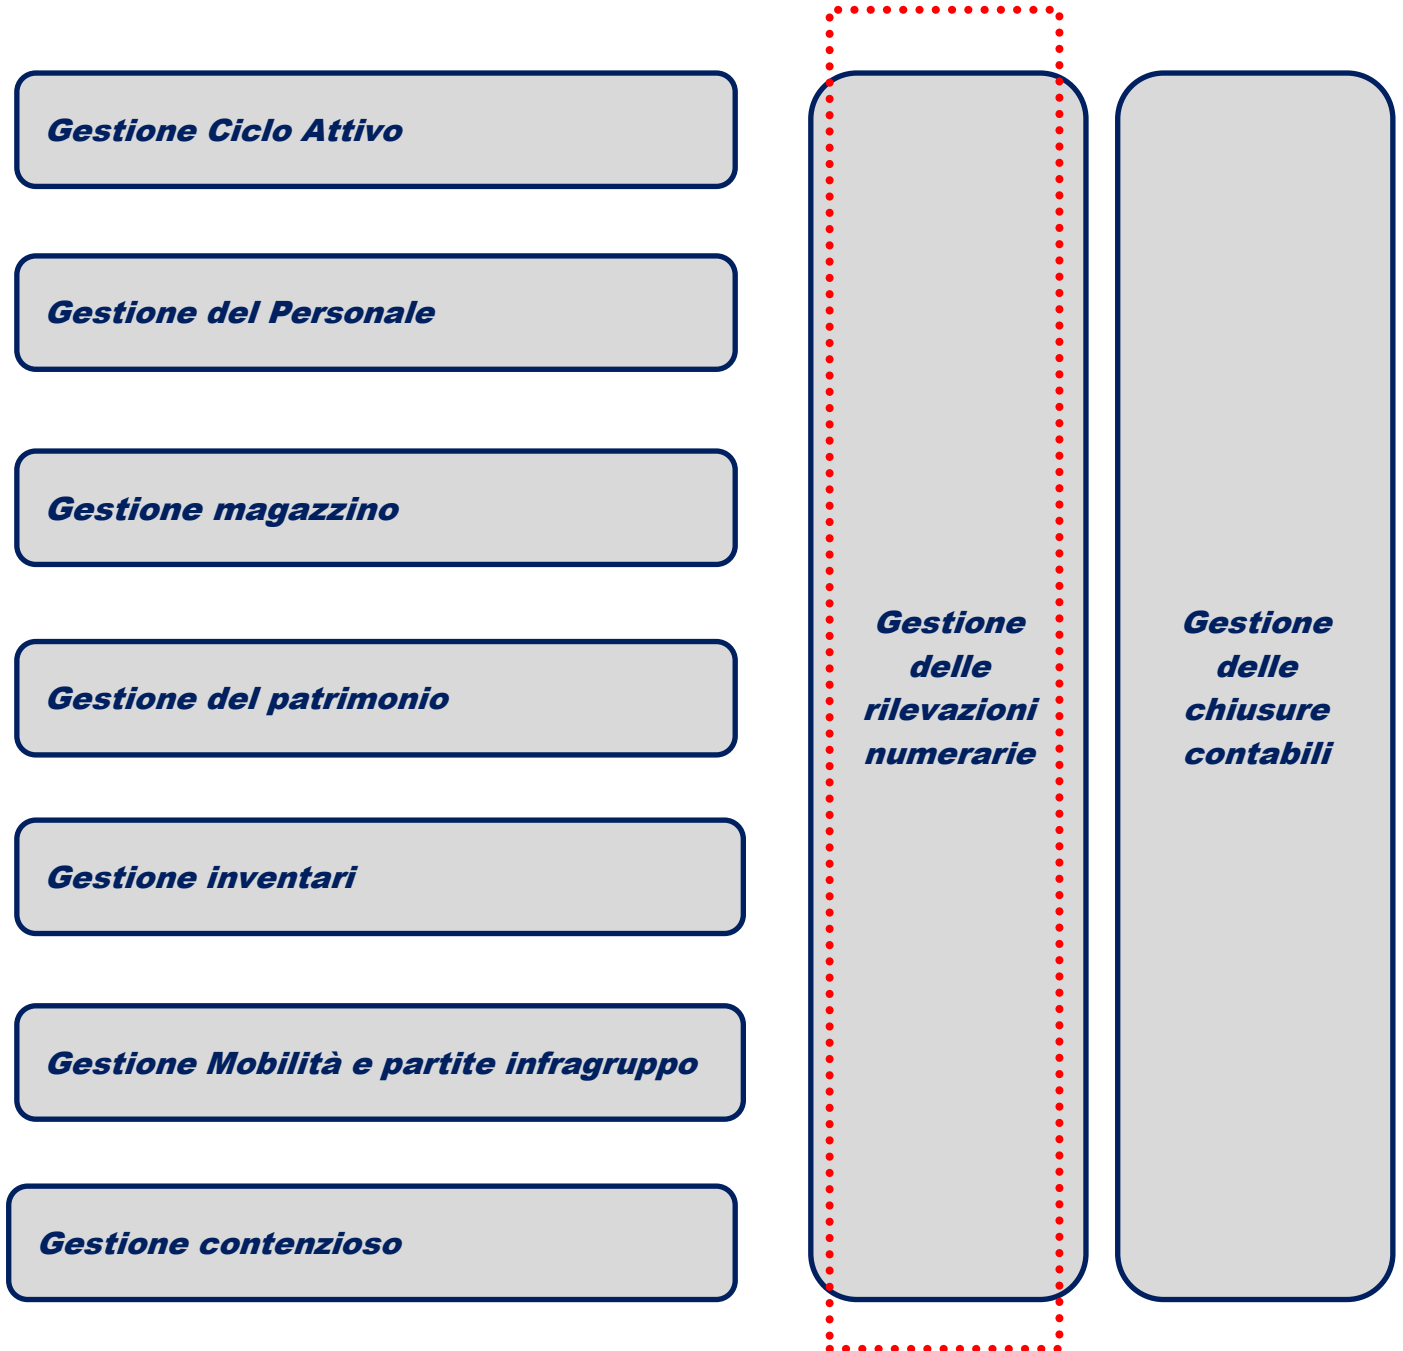 Gestione Ciclo Attivo
Gestione del Personale
Gestione magazzino
Gestione del patrimonio
Gestione inventari
Gestione Mobilità e partite infragruppo
Gestione contenzioso
Gestione
delle
rilevazioni
numerarie
Gestione
delle
chiusure
contabili